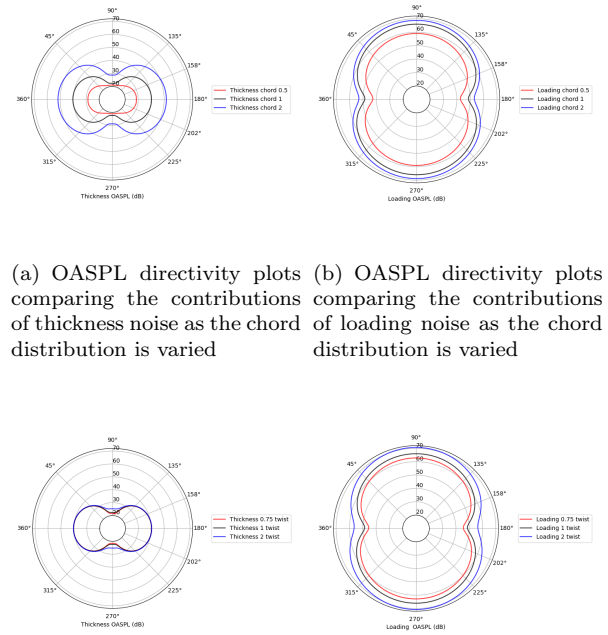 90°
70
60
50
40
30
20
45°
135°
158°
360°
180°
202°
315°
225°
270°
Thickness OASPL (dB)
Thickness chord 0.5
Thickness chord 1
Thickness chord 2
90°
70
60
50
40
30
20
45°
135°
158°
360°
180°
202°
315°
225°
270°
Loading OASPL (dB)
Loading chord 0.5
Loading chord 1
Loading chord 2
(a) OASPL directivity plots
comparing the contributions
of thickness noise as the chord
distribution is varied
(b) OASPL directivity plots
comparing the contributions
of loading noise as the chord
distribution is varied
90°
70
60
50
40
30
20
45°
135°
158°
360°
180°
202°
315°
225°
270°
Thickness OASPL (dB)
Thickness 0.75 twist
Thickness 1 twist
Thickness 2 twist
90°
70
60
50
40
30
20
45°
135°
158°
360°
180°
202°
315°
225°
270°
Loading OASPL (dB)
Loading 0.75 twist
Loading 1 twist
Loading 2 twist